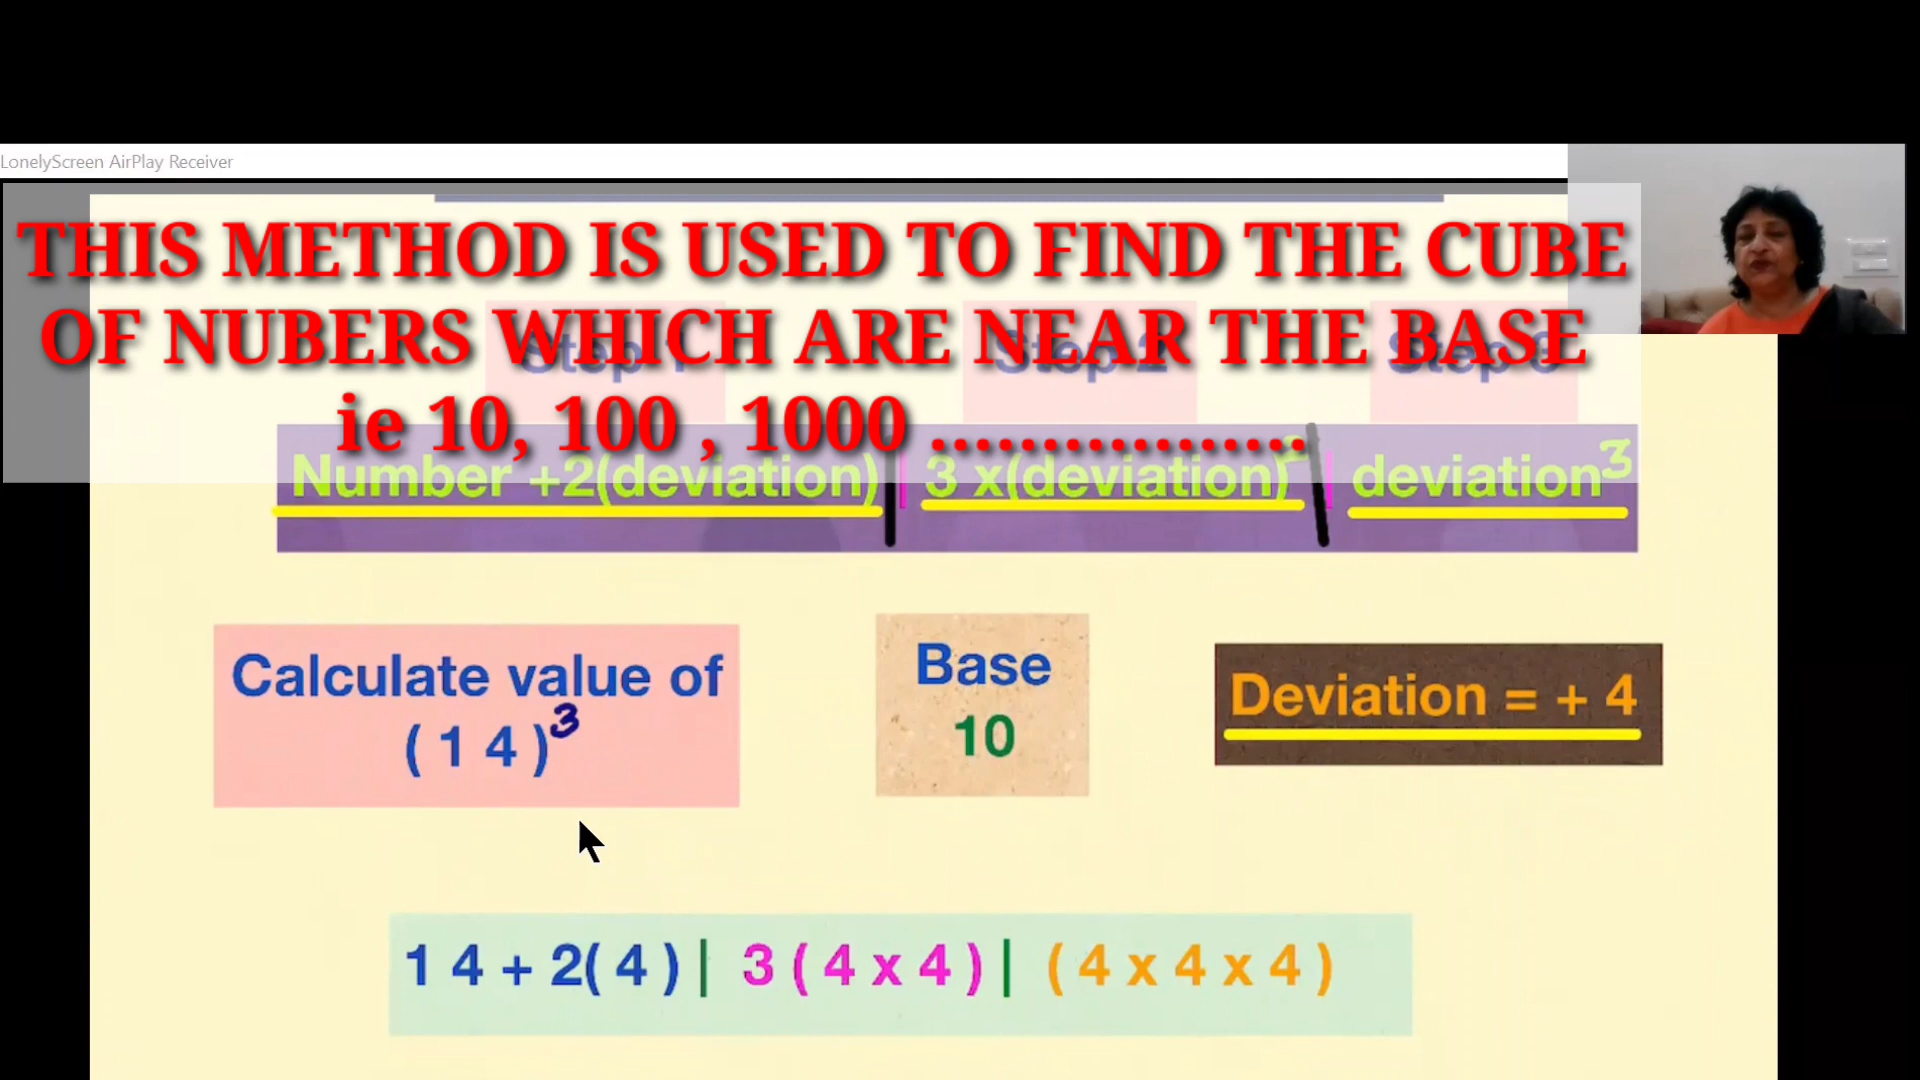 LonelyScreen AirPlay Receiver
THIS METHOD IS USED TO FIND THE CUBE
OF NUBERS WHICH ARE NEAR THE BASE
ie 10, 100 , 1000 ................
Step 1 Step 2 Step 3
Number +2(deviation) | 3 x(deviation)² | deviation³
Calculate value of
( 1 4 )³
Base
10
Deviation = + 4
1 4 + 2( 4 ) | 3 ( 4 x 4 ) | ( 4 x 4 x 4 )